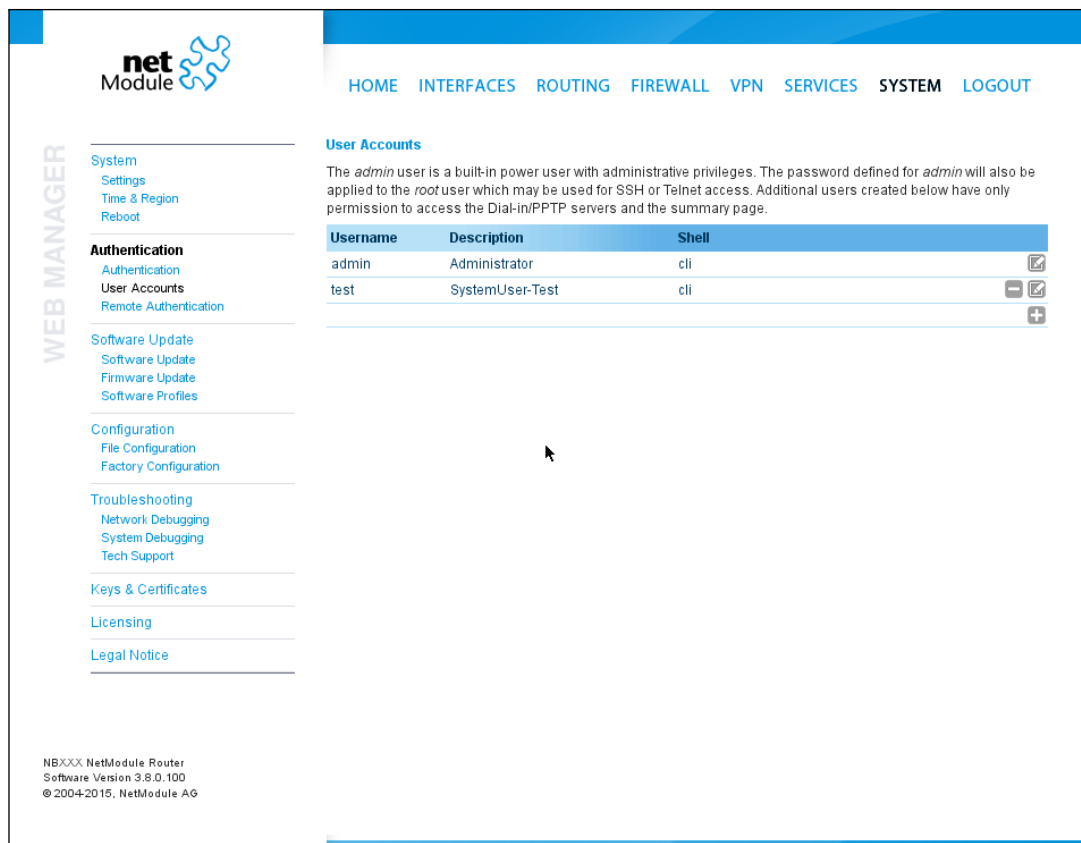 net
Module
HOME INTERFACES ROUTING FIREWALL VPN SERVICES SYSTEM LOGOUT
WEB MANAGER
System
Settings
Time & Region
Reboot
Authentication
Authentication
User Accounts
Remote Authentication
Software Update
Software Update
Firmware Update
Software Profiles
Configuration
File Configuration
Factory Configuration
Troubleshooting
Network Debugging
System Debugging
Tech Support
Keys & Certificates
Licensing
Legal Notice
User Accounts
The admin user is a built-in power user with administrative privileges. The password defined for admin will also be
applied to the root user which may be used for SSH or Telnet access. Additional users created below have only
permission to access the Dial-in/PPTP servers and the summary page.
Username Description Shell
admin Administrator cli
test SystemUser-Test cli
NBXXX NetModule Router
Software Version 3.8.0.100
© 2004-2015, NetModule AG